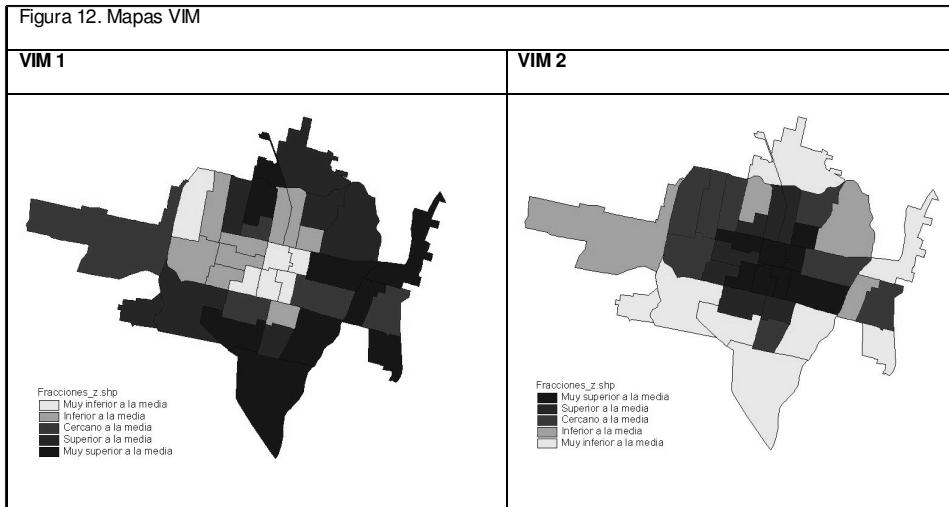 Figura 12. Mapas VIM
VIM 1
VIM 2
Fracciones_z.shp
Muy inferior a la media
Inferior a la media
Cercano a la media
Superior a la media
Muy superior a la media
Fracciones_z.shp
Muy superior a la media
Superior a la media
Cercano a la media
Inferior a la media
Muy inferior a la media